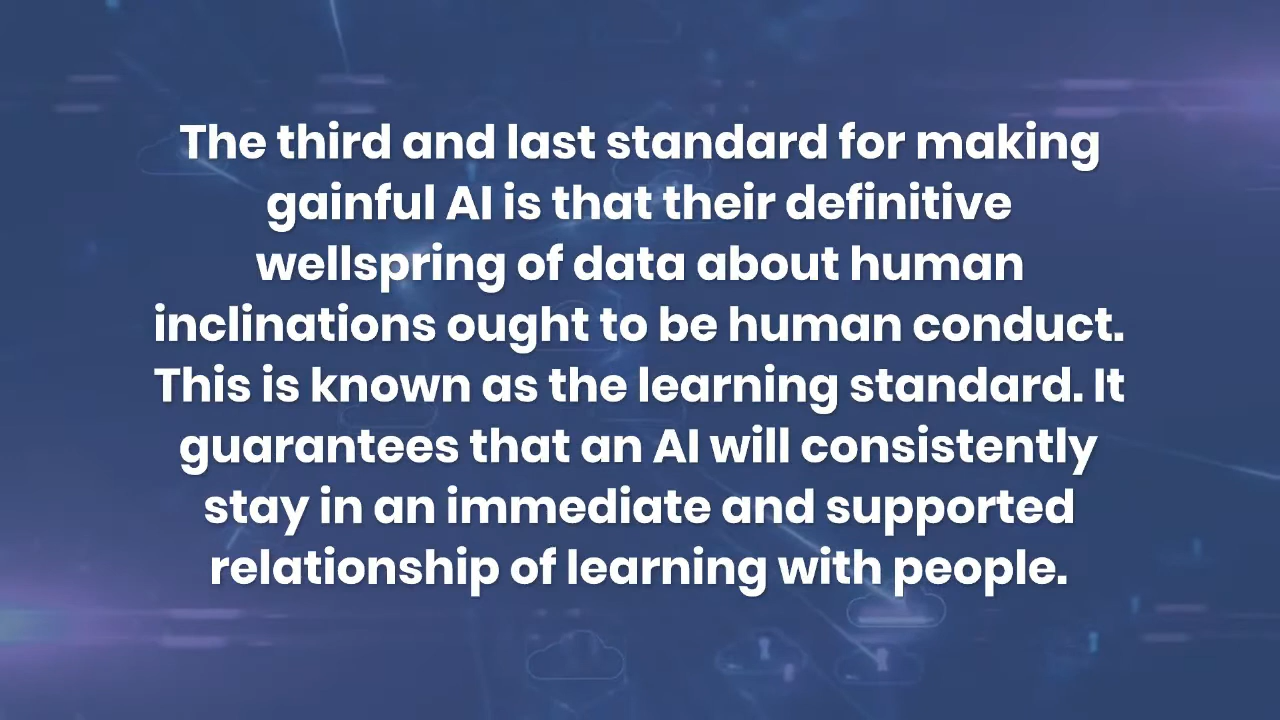 The third and last standard for making
gainful AI is that their definitive
wellspring of data about human
inclinations ought to be human conduct.
This is known as the learning standard. It
guarantees that an AI will consistently
stay in an immediate and supported
relationship of learning with people.